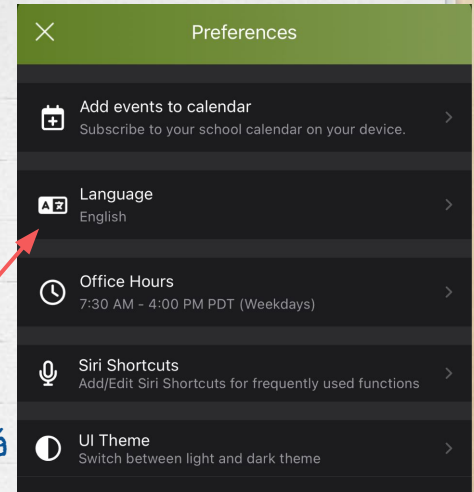 Preferences
Add events to calendar
Subscribe to your school calendar on your device.
Language
English
Office Hours
7:30 AM - 4:00 PM PDT (Weekdays)
Siri Shortcuts
Add/Edit Siri Shortcuts for frequently used functions
UI Theme
Switch between light and dark theme